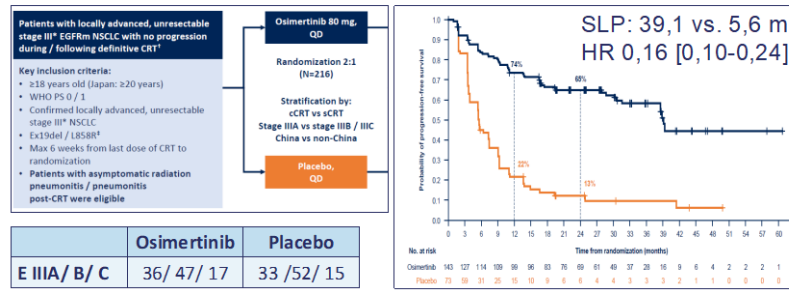 Patients with locally advanced, unresectable
stage III* EGFRm NSCLC with no progression
during / following definitive CRT†
Key inclusion criteria:
• ≥18 years old (Japan: ≥20 years)
• WHO PS 0 / 1
• Confirmed locally advanced, unresectable
stage III* NSCLC
• Ex19del / L858R‡
• Max 6 weeks from last dose of CRT to
randomization
• Patients with asymptomatic radiation
pneumonitis / pneumonitis
post-CRT were eligible
Osimertinib 80 mg,
QD
Randomization 2:1
(N=216)
Stratification by:
cCRT vs sCRT
Stage IIIA vs stage IIIB / IIIC
China vs non-China
Placebo,
QD
Osimertinib Placebo
E IIIA/ B/ C 36/ 47/ 17 33 /52/ 15
SLP: 39,1 vs. 5,6 m
HR 0,16 [0,10-0,24]
Probability of progression-free survival
1.0
0.9
0.8
0.7
0.6
0.5
0.4
0.3
0.2
0.1
0.0
74%
65%
22%
13%
0 3 6 9 12 15 18 21 24 27 30 33 36 39 42 45 48 51 54 57 60
No. at risk Time from randomization (months)
Osimertinib 143 127 114 109 99 96 83 76 69 61 49 37 28 16 9 6 4 2 2 2 1
Placebo 73 59 31 25 15 10 9 8 6 4 4 3 3 3 2 1 1 0 0 0 0